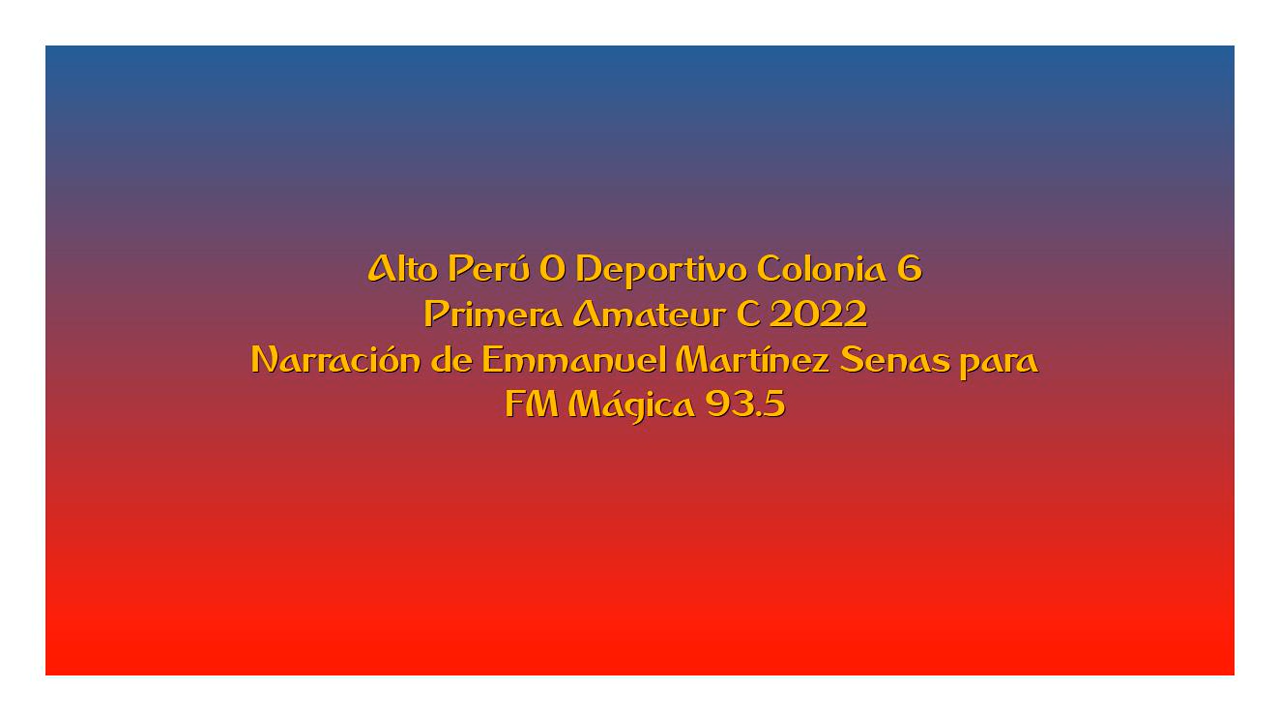 Alto Perú 0 Deportivo Colonia 6
Primera Amateur C 2022
Narración de Emmanuel Martínez Senas para
FM Mágica 93.5